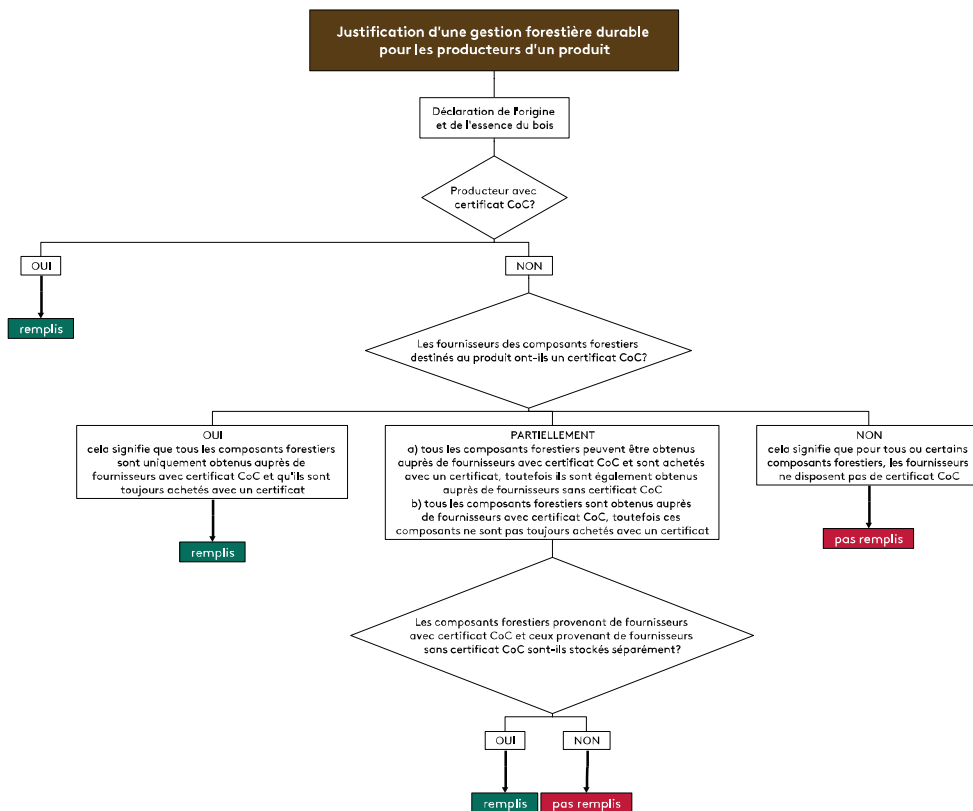 Justification d'une gestion forestière durable
pour les producteurs d'un produit
Déclaration de l'origine
et de l'essence du bois
Producteur avec
certificat CoC?
OUI
NON
remplis
Les fournisseurs des composants forestiers
destinés au produit ont-ils un certificat CoC?
OUI
cela signifie que tous les composants forestiers
sont uniquement obtenus auprès de
fournisseurs avec certificat CoC et qu'ils sont
toujours achetés avec un certificat
PARTIELLEMENT
a) tous les composants forestiers peuvent être obtenus
auprès de fournisseurs avec certificat CoC et sont achetés
avec un certificat, toutefois ils sont également obtenus
auprès de fournisseurs sans certificat CoC
b) tous les composants forestiers sont obtenus auprès
de fournisseurs avec certificat CoC, toutefois ces
composants ne sont pas toujours achetés avec un certificat
NON
cela signifie que pour tous ou certains
composants forestiers, les fournisseurs
ne disposent pas de certificat CoC
remplis
pas remplis
Les composants forestiers provenant de fournisseurs
avec certificat CoC et ceux provenant de fournisseurs
sans certificat CoC sont-ils stockés séparément?
OUI
NON
remplis
pas remplis